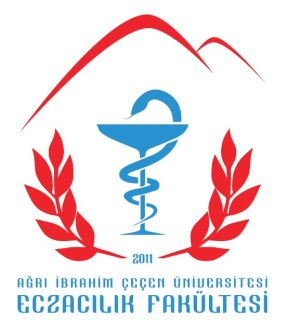 2011
AĞRI İBRAHİM ÇEÇEN ÜNİVERSİTESİ
ECZACILIK FAKÜLTESİ